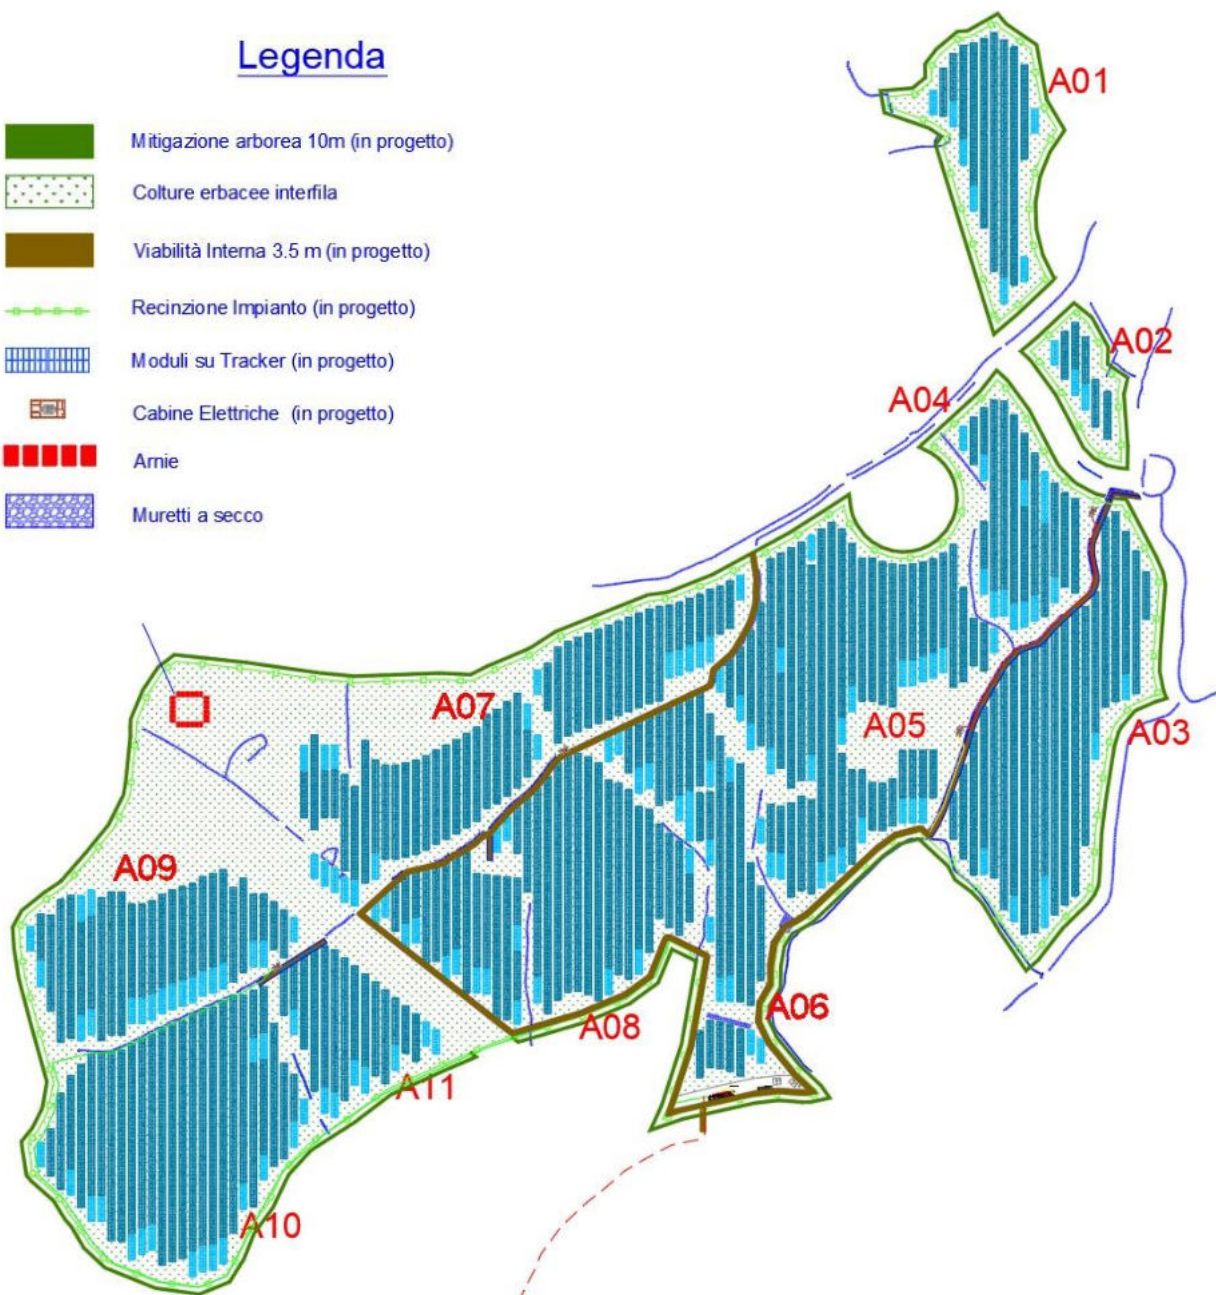 Legenda
Mitigazione arborea 10m (in progetto)
Colture erbacee interfila
Viabilità Interna 3.5 m (in progetto)
Recinzione Impianto (in progetto)
Moduli su Tracker (in progetto)
Cabine Elettriche (in progetto)
Arnie
Muretti a secco
A01
A02
A04
A07
A05
A03
A09
A06
A08
A11
A10